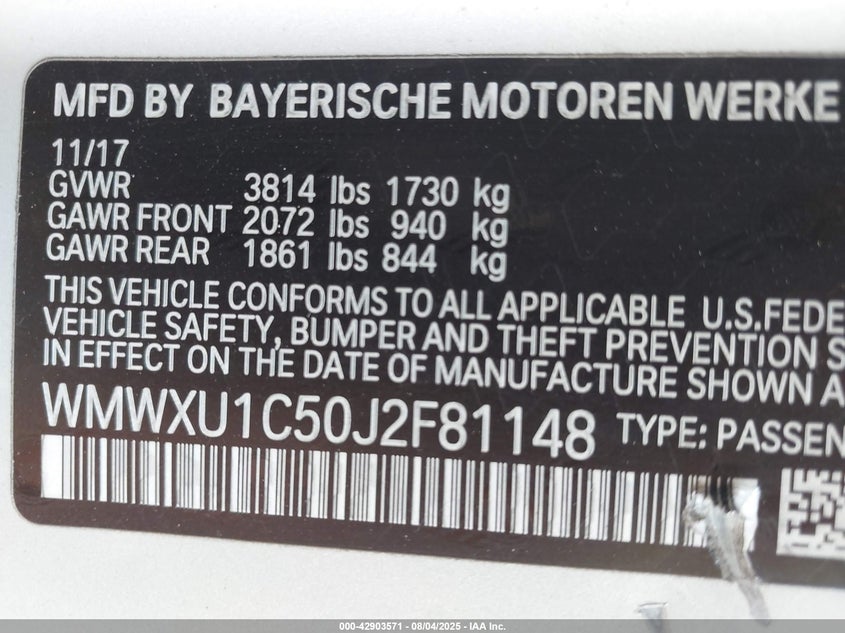 MFD BY BAYERISCHE MOTOREN WERKE
11/17
GVWR 3814 lbs 1730 kg
GAWR FRONT 2072 lbs 940 kg
GAWR REAR 1861 lbs 844 kg
THIS VEHICLE CONFORMS TO ALL APPLICABLE U.S.FEDE
VEHICLE SAFETY, BUMPER AND THEFT PREVENTION S
IN EFFECT ON THE DATE OF MANUFACTURE SHOWN A
WMWXU1C50J2F81148 TYPE: PASSEN
000-42903571 - 08/04/2025 - IAA Inc.